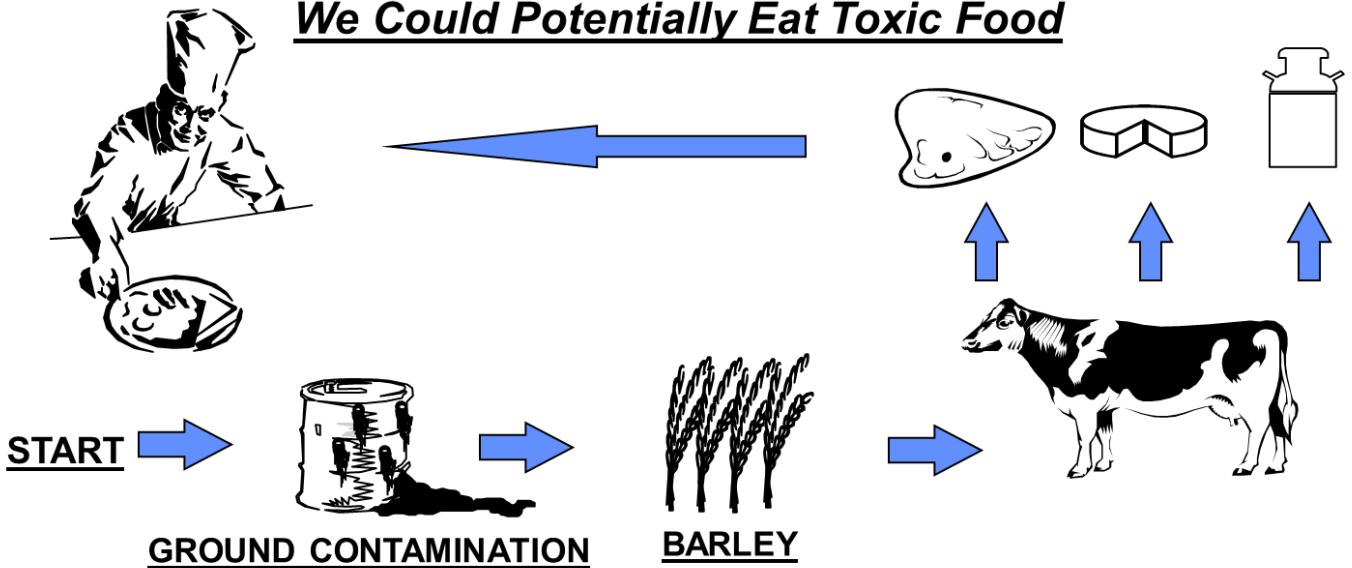 We Could Potentially Eat Toxic Food
START
GROUND CONTAMINATION
BARLEY